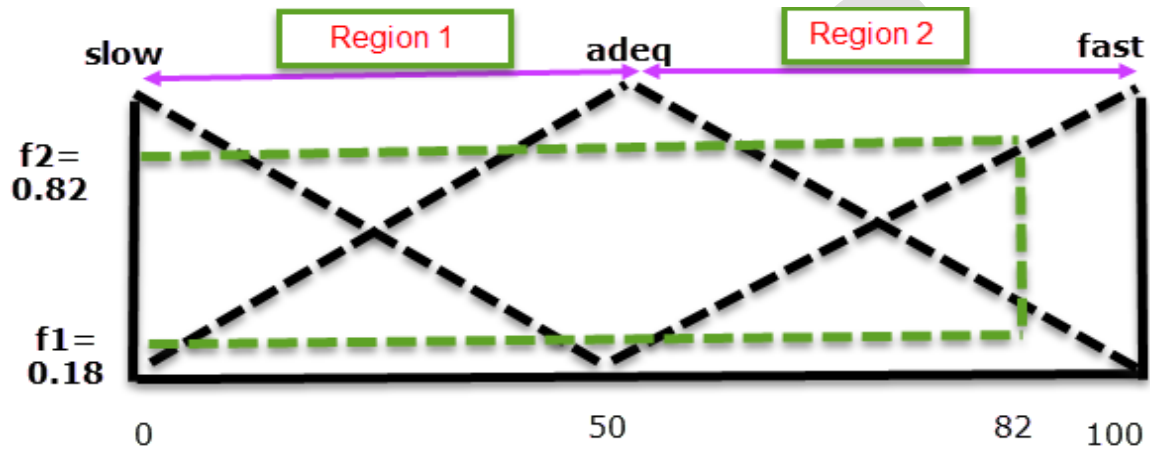 Region 1
Region 2
slow
adeq
fast
f2=
0.82
f1=
0.18
0
50
82
100